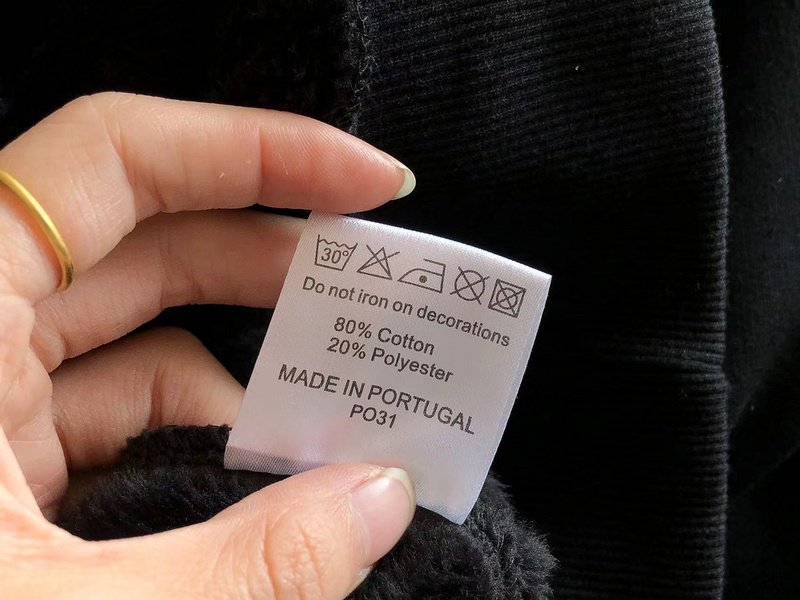 30°
Do not iron on decorations
80% Cotton
20% Polyester
MADE IN PORTUGAL
PO31